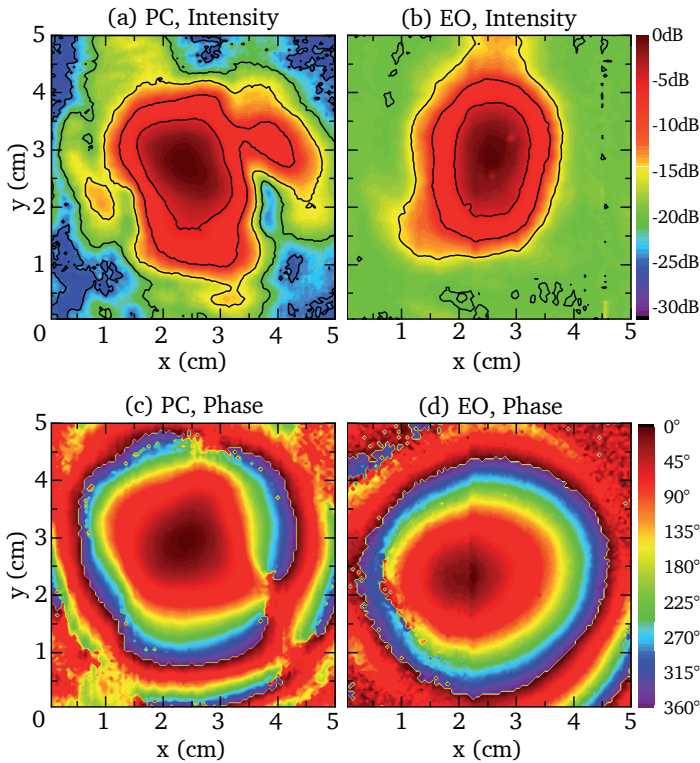 (a) PC, Intensity
(b) EO, Intensity
5
4
3
2
1
0
y (cm)
1 2 3 4 5
x (cm)
1 2 3 4 5
x (cm)
0dB
-5dB
-10dB
-15dB
-20dB
-25dB
-30dB
(c) PC, Phase
(d) EO, Phase
5
4
3
2
1
0
y (cm)
1 2 3 4 5
x (cm)
1 2 3 4 5
x (cm)
0°
45°
90°
135°
180°
225°
270°
315°
360°